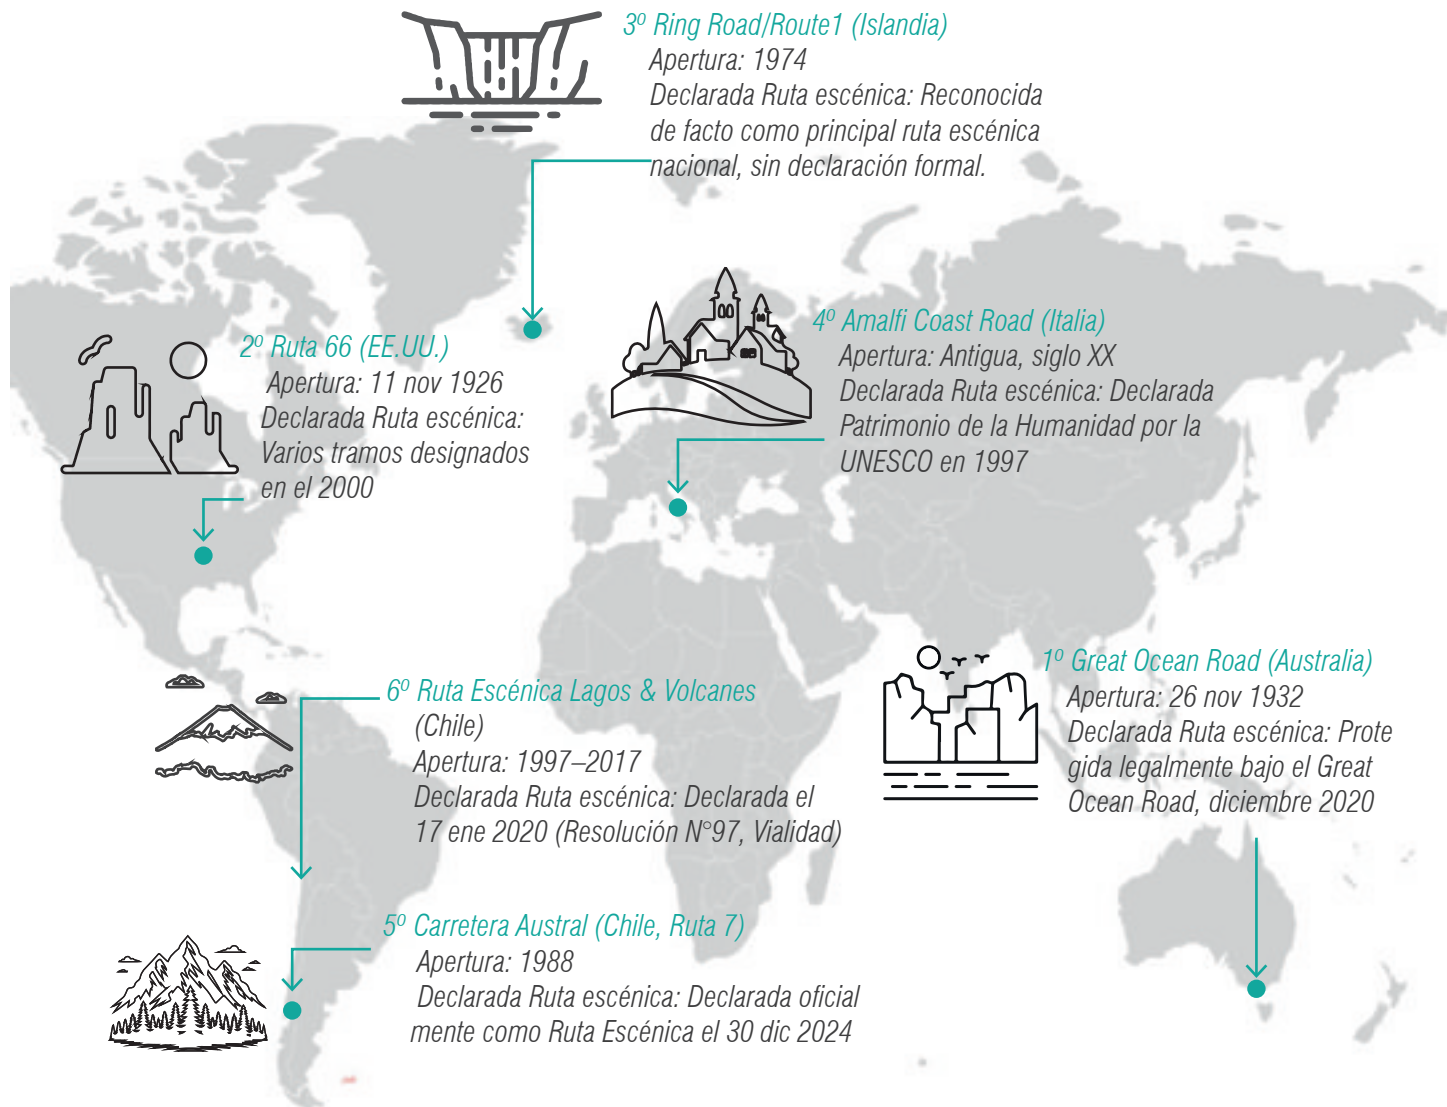 3º Ring Road/Route1 (Islandia)
Apertura: 1974
Declarada Ruta escénica: Reconocida
de facto como principal ruta escénica
nacional, sin declaración formal.
4º Amalfi Coast Road (Italia)
Apertura: Antigua, siglo XX
Declarada Ruta escénica: Declarada
Patrimonio de la Humanidad por la
UNESCO en 1997
2º Ruta 66 (EE.UU.)
Apertura: 11 nov 1926
Declarada Ruta escénica:
Varios tramos designados
en el 2000
1º Great Ocean Road (Australia)
Apertura: 26 nov 1932
Declarada Ruta escénica: Prote
gida legalmente bajo el Great
Ocean Road, diciembre 2020
6º Ruta Escénica Lagos & Volcanes
(Chile)
Apertura: 1997–2017
Declarada Ruta escénica: Declarada el
17 ene 2020 (Resolución N°97, Vialidad)
5º Carretera Austral (Chile, Ruta 7)
Apertura: 1988
Declarada Ruta escénica: Declarada oficial
mente como Ruta Escénica el 30 dic 2024